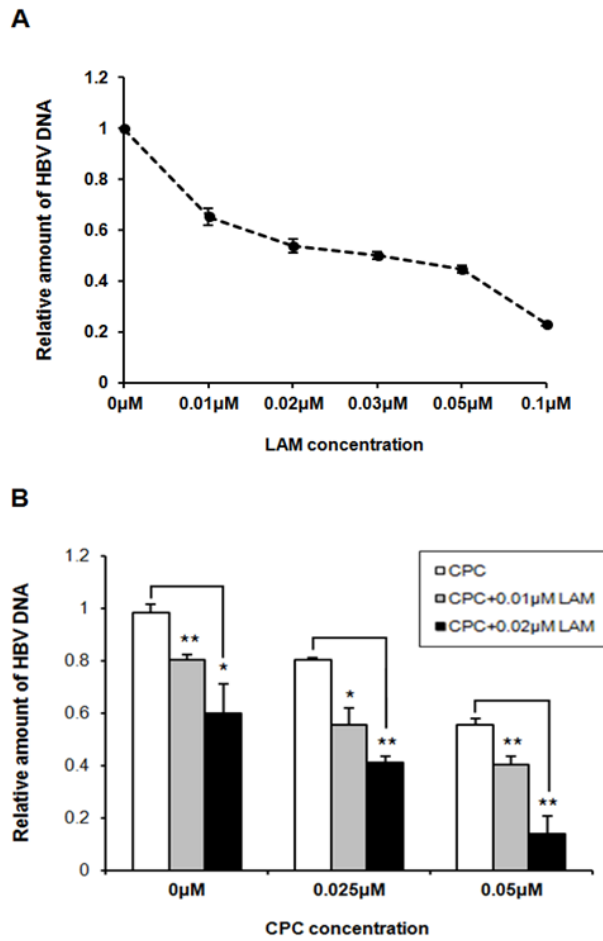 A
Relative amount of HBV DNA
1.2
1
0.8
0.6
0.4
0.2
0
0µM 0.01µM 0.02µM 0.03µM 0.05µM 0.1µM
LAM concentration
B
Relative amount of HBV DNA
1.2
1
0.8
0.6
0.4
0.2
0
CPC
CPC+0.01µM LAM
CPC+0.02µM LAM
** *
* **
** **
0µM 0.025µM 0.05µM
CPC concentration